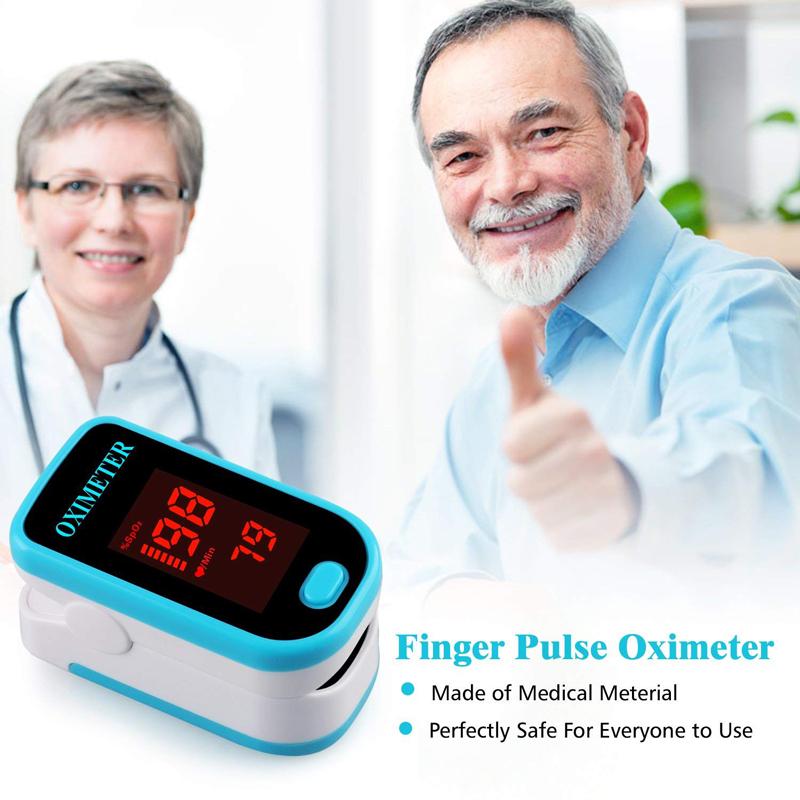 OXIMETER
%SpO₂
98
♥/Min
79
Finger Pulse Oximeter
Made of Medical Meterial
Perfectly Safe For Everyone to Use